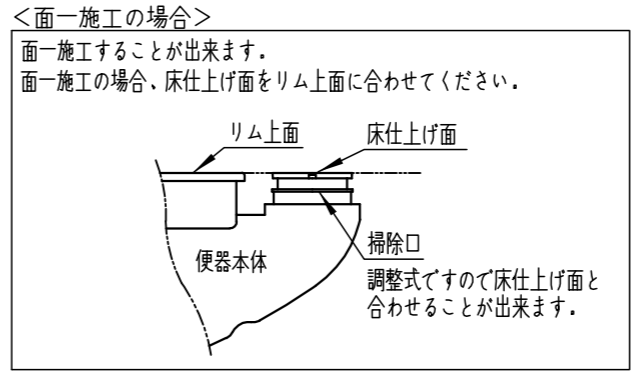 ＜面一施工の場合＞
面一施工することが出来ます.
面一施工の場合、床仕上げ面をリム上面に合わせてください.
リム上面
床仕上げ面
便器本体
掃除口
調整式ですので床仕上げ面と
合わせることが出来ます.